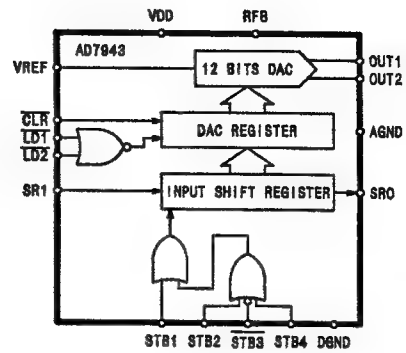 VDD RFB
AD7943
VREF 12 BITS DAC OUT1
OUT2
CLR
DAC REGISTER AGND
LD1
LD2
SR1 INPUT SHIFT REGISTER SRO
STB1 STB2 STB3 STB4 DGND